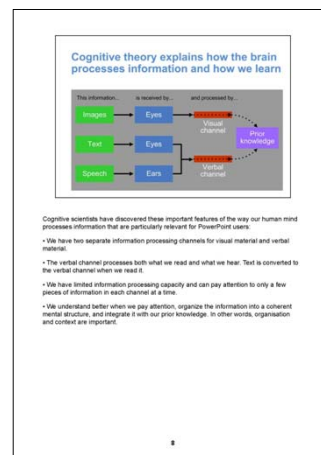 Cognitive theory explains how the brain
processes information and how we learn
This information... is received by... and processed by...
Images Eyes Visual channel
Text Eyes Prior knowledge
Speech Ears Verbal channel
Cognitive scientists have discovered these important features of the way our human mind
processes information that are particularly relevant for PowerPoint users:
• We have two separate information processing channels for visual material and verbal
material.
• The verbal channel processes both what we read and what we hear. Text is converted to
the verbal channel when we read it.
• We have limited information processing capacity and can pay attention to only a few
pieces of information in each channel at a time.
• We understand better when we pay attention, organize the information into a coherent
mental structure, and integrate it with our prior knowledge. In other words, organisation
and context are important.
8